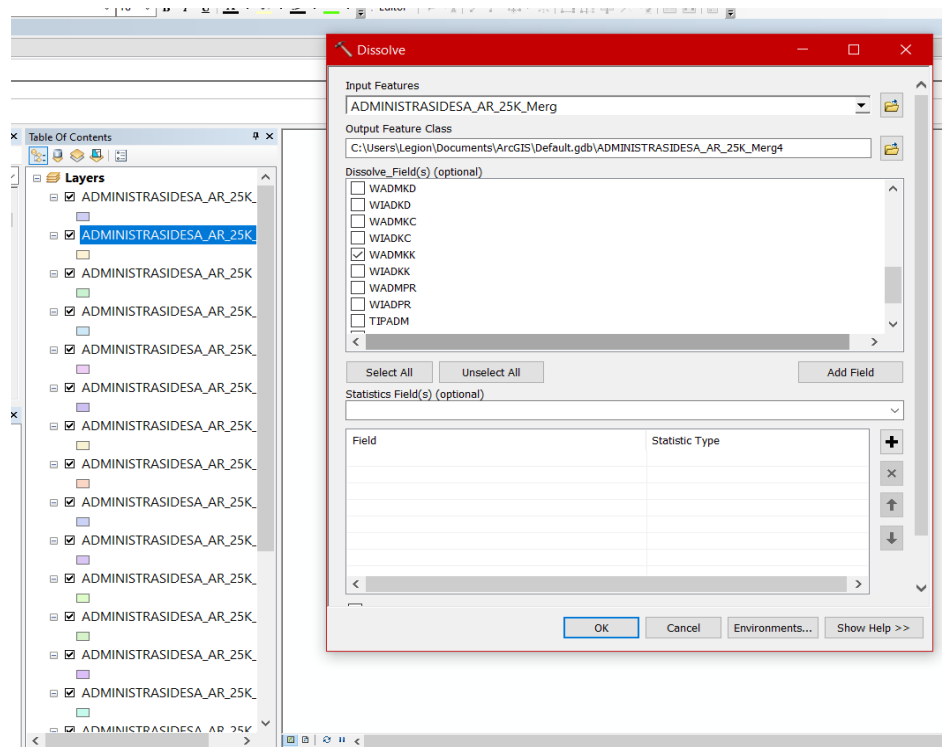 Editor
Dissolve
Input Features
ADMINISTRASIDESA_AR_25K_Merg
Output Feature Class
C:\Users\Legion\Documents\ArcGIS\Default.gdb\ADMINISTRASIDESA_AR_25K_Merg4
Dissolve_Field(s) (optional)
WADMKD
WIADKD
WADMKC
WIADKC
WADMKK
WIADKK
WADMPR
WIADPR
TIPADM
Select All
Unselect All
Add Field
Statistics Field(s) (optional)
Field
Statistic Type
OK
Cancel
Environments...
Show Help >>
Table Of Contents
Layers
ADMINISTRASIDESA_AR_25K_
ADMINISTRASIDESA_AR_25K_
ADMINISTRASIDESA_AR_25K
ADMINISTRASIDESA_AR_25K_
ADMINISTRASIDESA_AR_25K_
ADMINISTRASIDESA_AR_25K_
ADMINISTRASIDESA_AR_25K_
ADMINISTRASIDESA_AR_25K_
ADMINISTRASIDESA_AR_25K_
ADMINISTRASIDESA_AR_25K_
ADMINISTRASIDESA_AR_25K_
ADMINISTRASIDESA_AR_25K_
ADMINISTRASIDESA_AR_25K_
ADMINISTRASIDESA_AR_25K_
ADMINISTRASIDESA_AR_25K